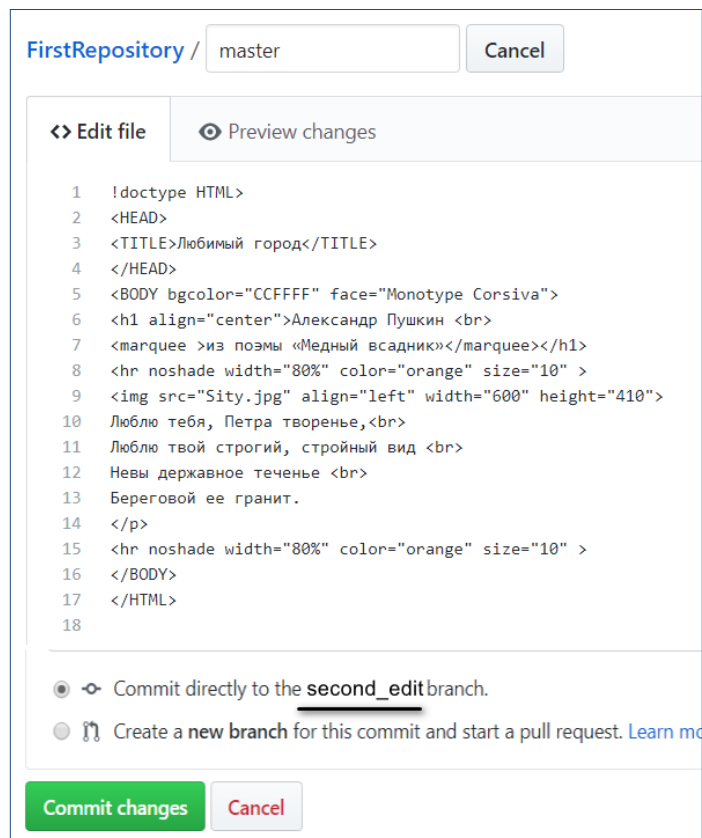 FirstRepository / master Cancel
<> Edit file Preview changes
1 !doctype HTML>
2 <HEAD>
3 <TITLE>Любимый город</TITLE>
4 </HEAD>
5 <BODY bgcolor="CCFFFF" face="Monotype Corsiva">
6 <h1 align="center">Александр Пушкин <br>
7 <marquee >из поэмы «Медный всадник»</marquee></h1>
8 <hr noshade width="80%" color="orange" size="10" >
9 <img src="Sity.jpg" align="left" width="600" height="410">
10 Люблю тебя, Петра творенье,<br>
11 Люблю твой строгий, стройный вид <br>
12 Невы державное теченье <br>
13 Береговой ее гранит.
14 </p>
15 <hr noshade width="80%" color="orange" size="10" >
16 </BODY>
17 </HTML>
18
Commit directly to the second_edit branch.
Create a new branch for this commit and start a pull request. Learn mo
Commit changes Cancel